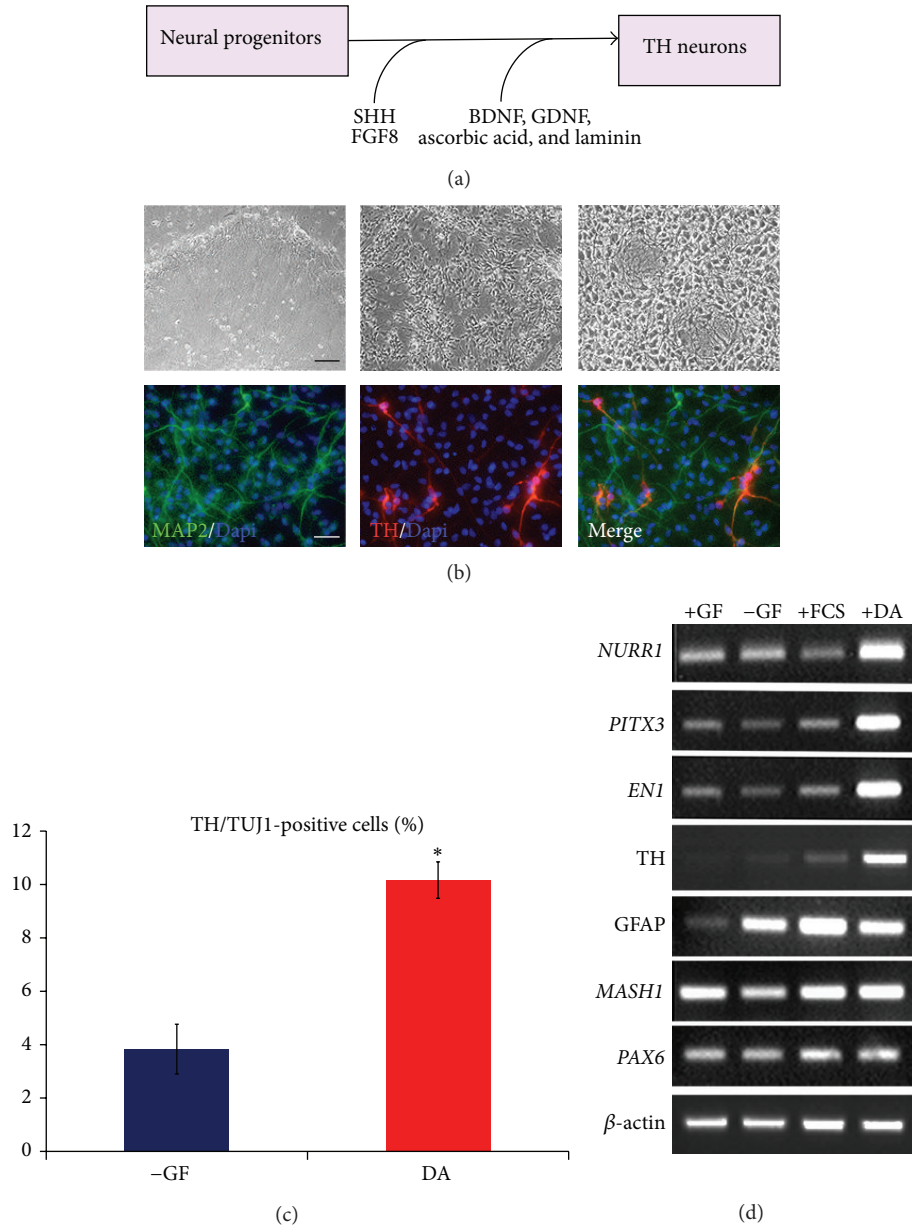 Neural progenitors
TH neurons
SHH
FGF8
BDNF, GDNF,
ascorbic acid, and laminin
(a)
MAP2/Dapi
TH/Dapi
Merge
(b)
TH/TUJ1-positive cells (%)
12
10
8
6
4
2
0
*
−GF
DA
(c)
+GF −GF +FCS +DA
NURR1
PITX3
EN1
TH
GFAP
MASH1
PAX6
β-actin
(d)